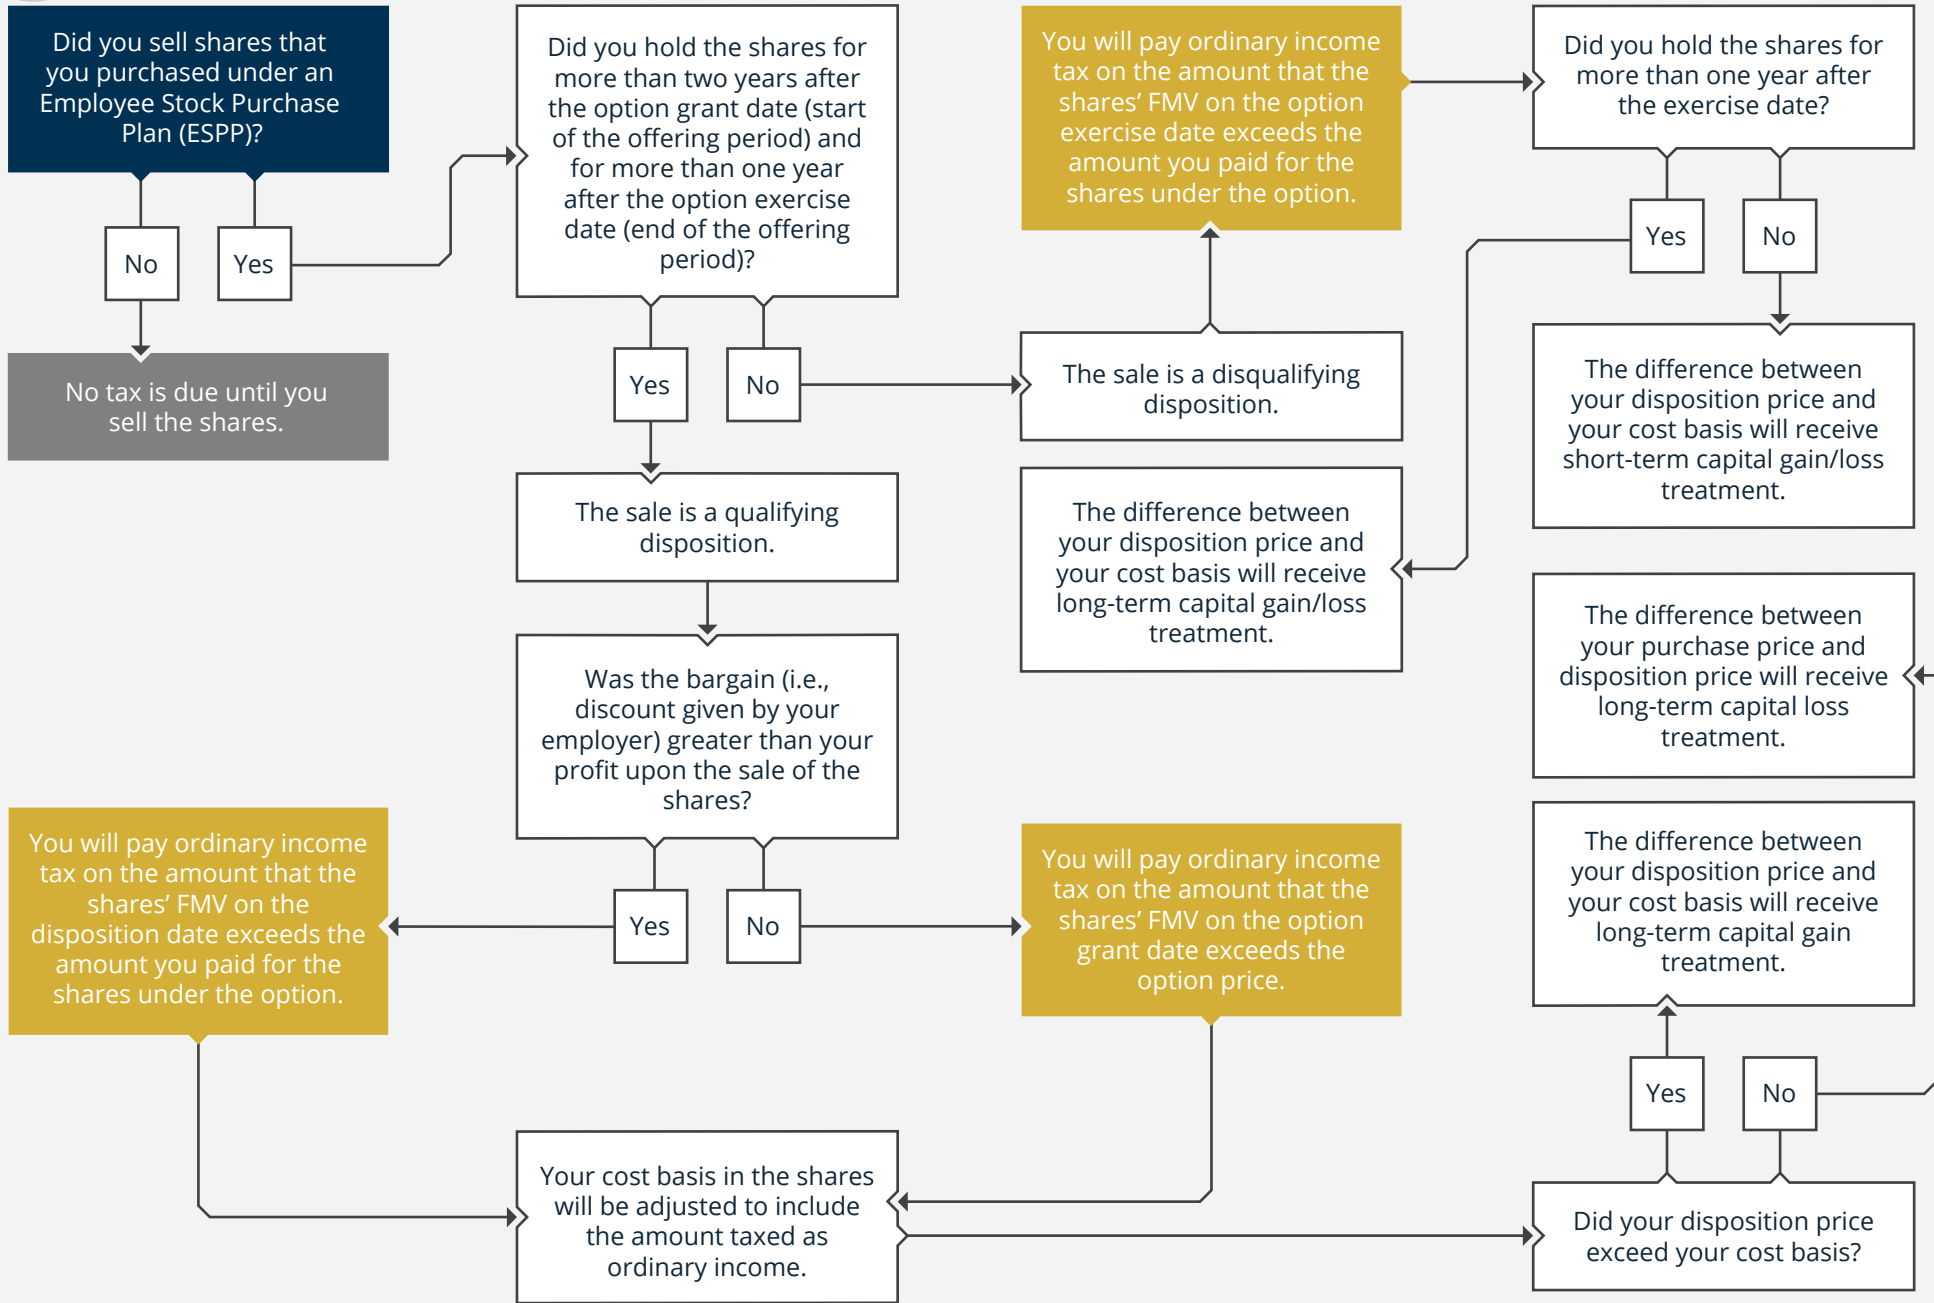 Did you sell shares that
you purchased under an
Employee Stock Purchase
Plan (ESPP)?
No
Yes
No tax is due until you
sell the shares.
Did you hold the shares for
more than two years after
the option grant date (start
of the offering period) and
for more than one year
after the option exercise
date (end of the offering
period)?
Yes
No
The sale is a qualifying
disposition.
Was the bargain (i.e.,
discount given by your
employer) greater than your
profit upon the sale of the
shares?
Yes
No
You will pay ordinary income
tax on the amount that the
shares’ FMV on the
disposition date exceeds the
amount you paid for the
shares under the option.
Your cost basis in the shares
will be adjusted to include
the amount taxed as
ordinary income.
You will pay ordinary income
tax on the amount that the
shares’ FMV on the option
exercise date exceeds the
amount you paid for the
shares under the option.
The sale is a disqualifying
disposition.
The difference between
your disposition price and
your cost basis will receive
long-term capital gain/loss
treatment.
You will pay ordinary income
tax on the amount that the
shares’ FMV on the option
grant date exceeds the
option price.
Did you hold the shares for
more than one year after
the exercise date?
Yes
No
The difference between
your disposition price and
your cost basis will receive
short-term capital gain/loss
treatment.
The difference between
your purchase price and
disposition price will receive
long-term capital loss
treatment.
The difference between
your disposition price and
your cost basis will receive
long-term capital gain
treatment.
Yes
No
Did your disposition price
exceed your cost basis?